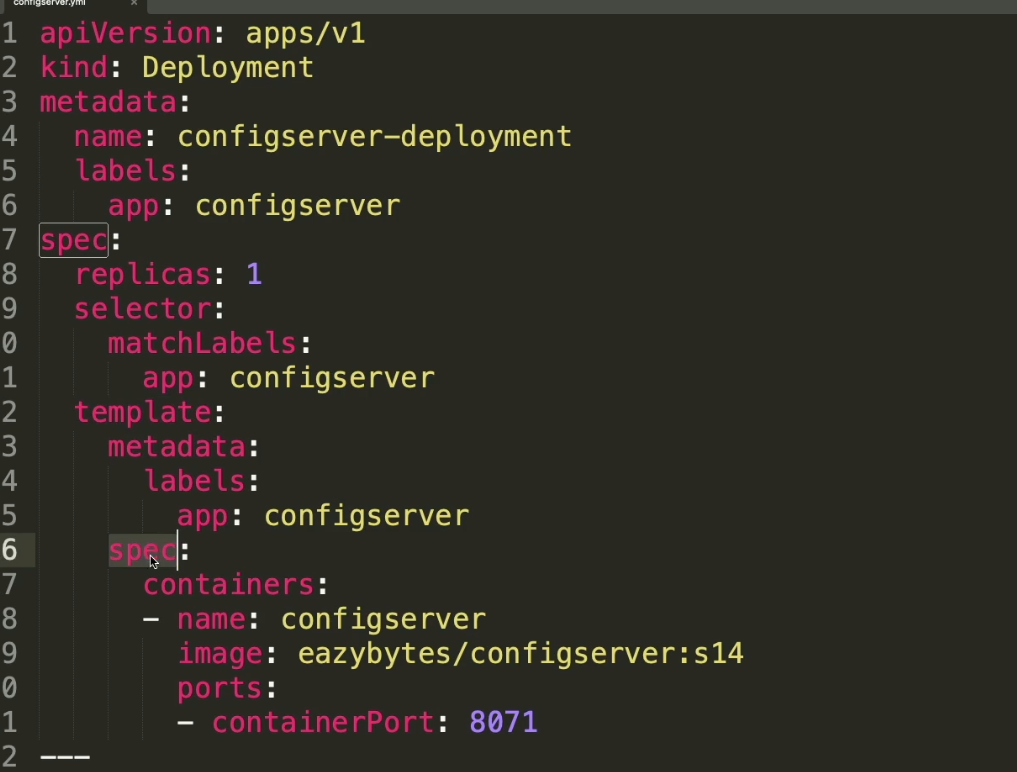 configserver.yml ×
1 apiVersion: apps/v1
2 kind: Deployment
3 metadata:
4   name: configserver-deployment
5   labels:
6     app: configserver
7 spec:
8   replicas: 1
9   selector:
0     matchLabels:
1       app: configserver
2   template:
3     metadata:
4       labels:
5         app: configserver
6     spec:
7       containers:
8       - name: configserver
9         image: eazybytes/configserver:s14
0         ports:
1         - containerPort: 8071
2 ---